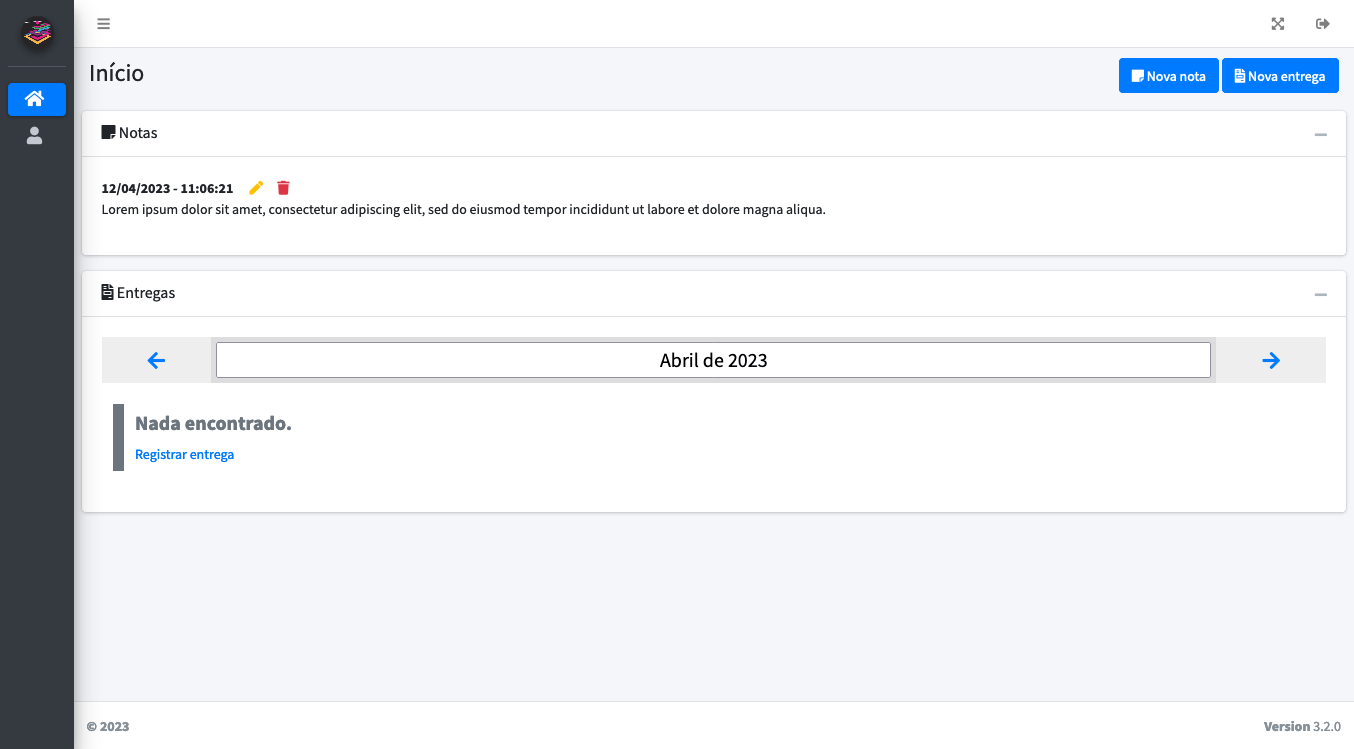 Início
Nova nota
Nova entrega
Notas
12/04/2023 - 11:06:21
Lorem ipsum dolor sit amet, consectetur adipiscing elit, sed do eiusmod tempor incididunt ut labore et dolore magna aliqua.
Entregas
Abril de 2023
Nada encontrado.
Registrar entrega
© 2023
Version 3.2.0